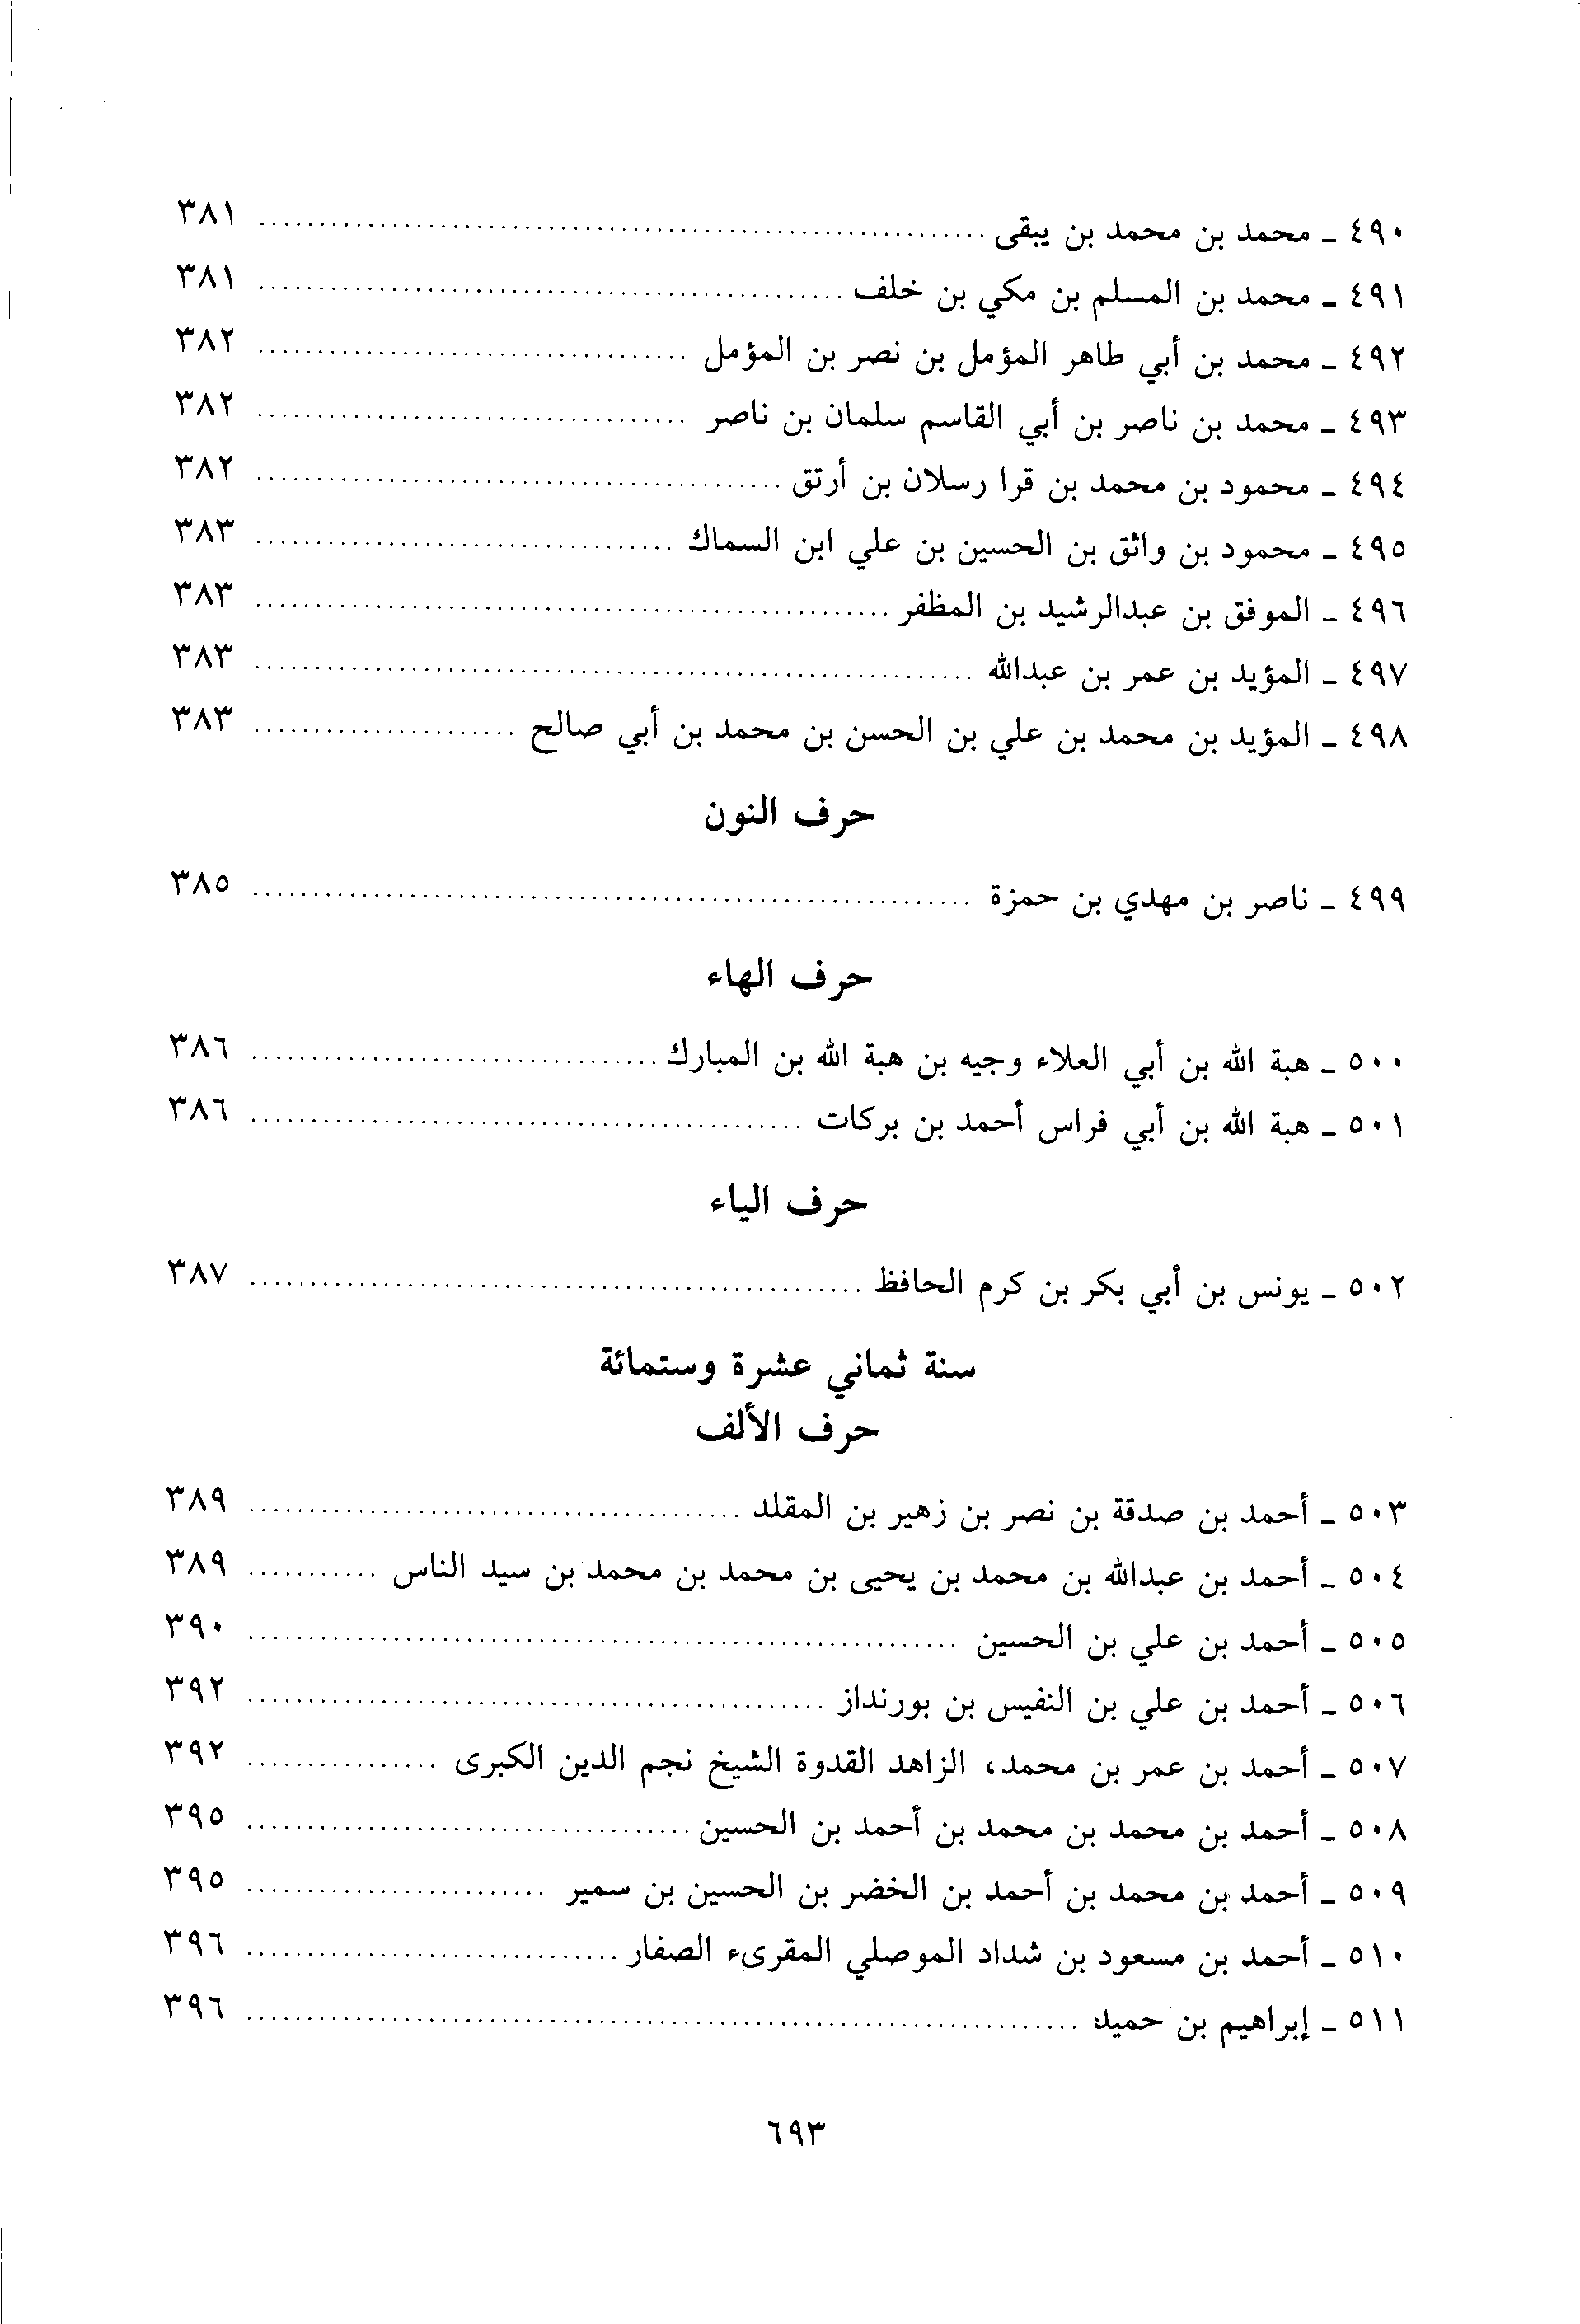 ٤٩٠ ـ محمد بن محمد بن يبقى ........ ٣٨١
٤٩١ ـ محمد بن المسلم بن مكي بن خلف ........ ٣٨١
٤٩٢ ـ محمد بن أبي طاهر المؤمل بن نصر بن المؤمل ........ ٣٨٢
٤٩٣ ـ محمد بن ناصر بن أبي القاسم سلمان بن ناصر ........ ٣٨٢
٤٩٤ ـ محمود بن محمد بن قرا رسلان بن أرتق ........ ٣٨٢
٤٩٥ ـ محمود بن واثق بن الحسين بن علي ابن السماك ........ ٣٨٣
٤٩٦ ـ الموفق بن عبدالرشيد بن المظفر ........ ٣٨٣
٤٩٧ ـ المؤيد بن عمر بن عبدالله ........ ٣٨٣
٤٩٨ ـ المؤيد بن محمد بن علي بن الحسن بن محمد بن أبي صالح ........ ٣٨٣
حرف النون
٤٩٩ ـ ناصر بن مهدي بن حمزة ........ ٣٨٥
حرف الهاء
٥٠٠ ـ هبة الله بن أبي العلاء وجيه بن هبة الله بن المبارك ........ ٣٨٦
٥٠١ ـ هبة الله بن أبي فراس أحمد بن بركات ........ ٣٨٦
حرف الياء
٥٠٢ ـ يونس بن أبي بكر بن كرم الحافظ ........ ٣٨٧
سنة ثماني عشرة وستمائة
حرف الألف
٥٠٣ ـ أحمد بن صدقة بن نصر بن زهير بن المقلد ........ ٣٨٩
٥٠٤ ـ أحمد بن عبدالله بن محمد بن يحيى بن محمد بن محمد بن سيد الناس ........ ٣٨٩
٥٠٥ ـ أحمد بن علي بن الحسين ........ ٣٩٠
٥٠٦ ـ أحمد بن علي بن النفيس بن بورنداز ........ ٣٩٢
٥٠٧ ـ أحمد بن عمر بن محمد، الزاهد القدوة الشيخ نجم الدين الكبرى ........ ٣٩٢
٥٠٨ ـ أحمد بن محمد بن محمد بن أحمد بن الحسين ........ ٣٩٥
٥٠٩ ـ أحمد بن محمد بن أحمد بن الخضر بن الحسين بن سمير ........ ٣٩٥
٥١٠ ـ أحمد بن مسعود بن شداد الموصلي المقرىء الصفار ........ ٣٩٦
٥١١ ـ إبراهيم بن حميد ........ ٣٩٦
٦٩٣